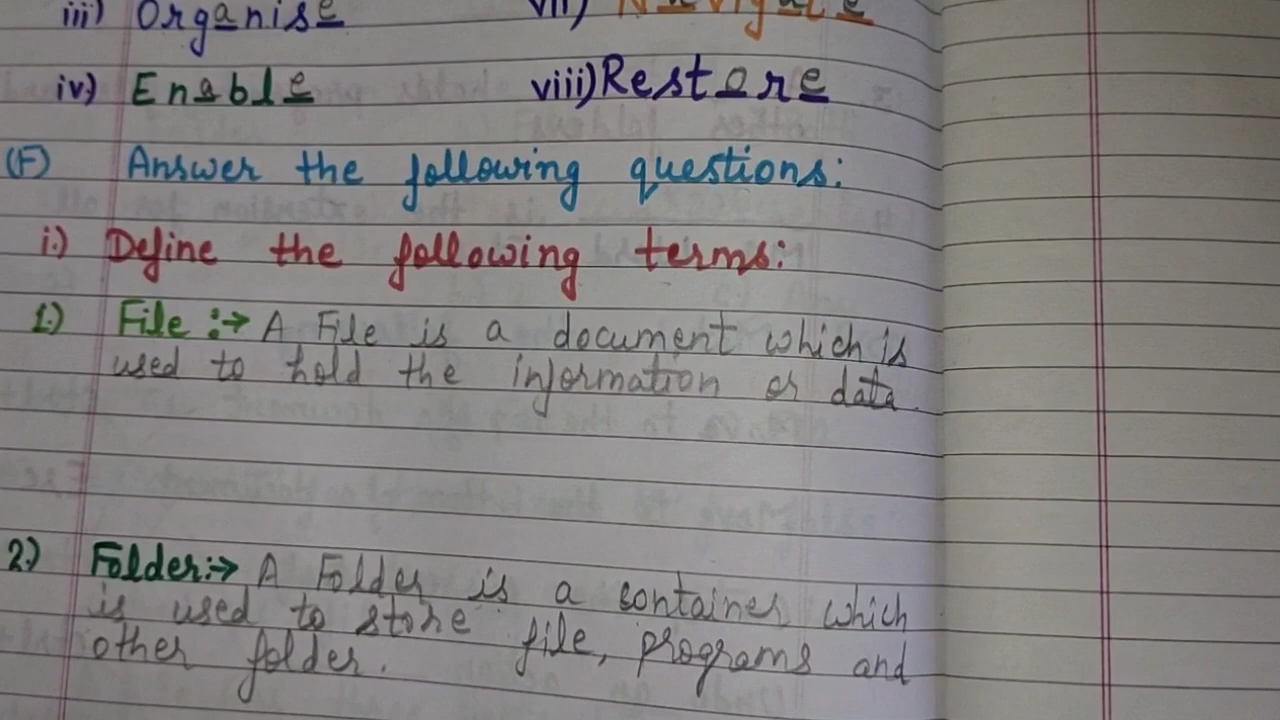 iii) Organise vii) Navigate
iv.) Enable viii) Restore
(F) Answer the following questions:
i.) Define the following terms:
1.) File :→ A File is a document which is
used to hold the information or data.
2.) Folder:→ A Folder is a container which
is used to store file, programs and
other folder.